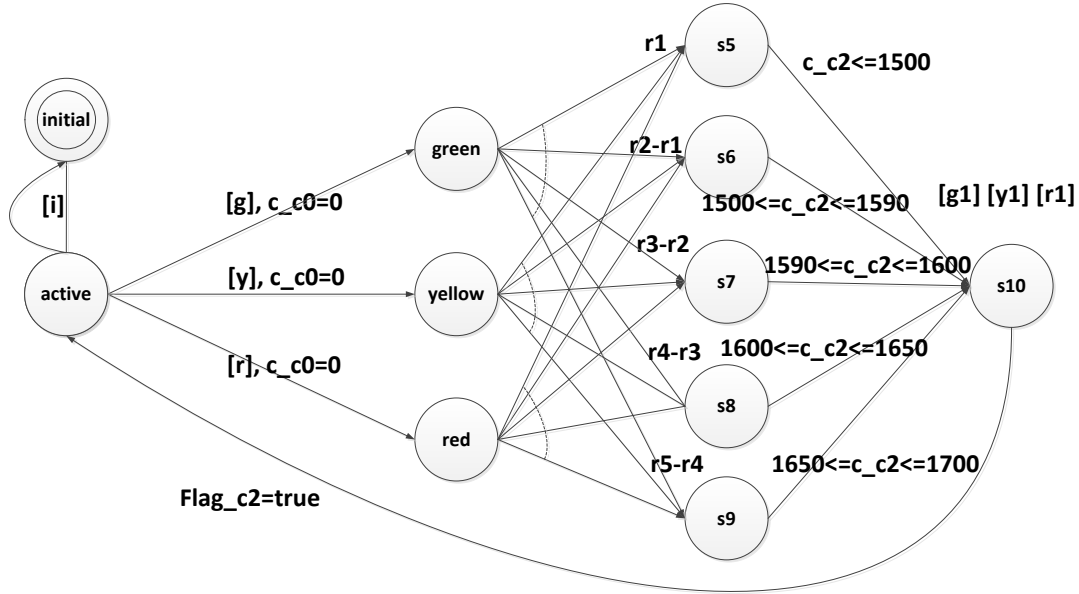 r1
s5
c_c2<=1500
initial
green
r2-r1
s6
[i]
[g], c_c0=0
1500<=c_c2<=1590
[g1] [y1] [r1]
r3-r2
1590<=c_c2<=1600
[y], c_c0=0
active
yellow
s7
s10
[r], c_c0=0
r4-r3
1600<=c_c2<=1650
s8
red
r5-r4
1650<=c_c2<=1700
Flag_c2=true
s9